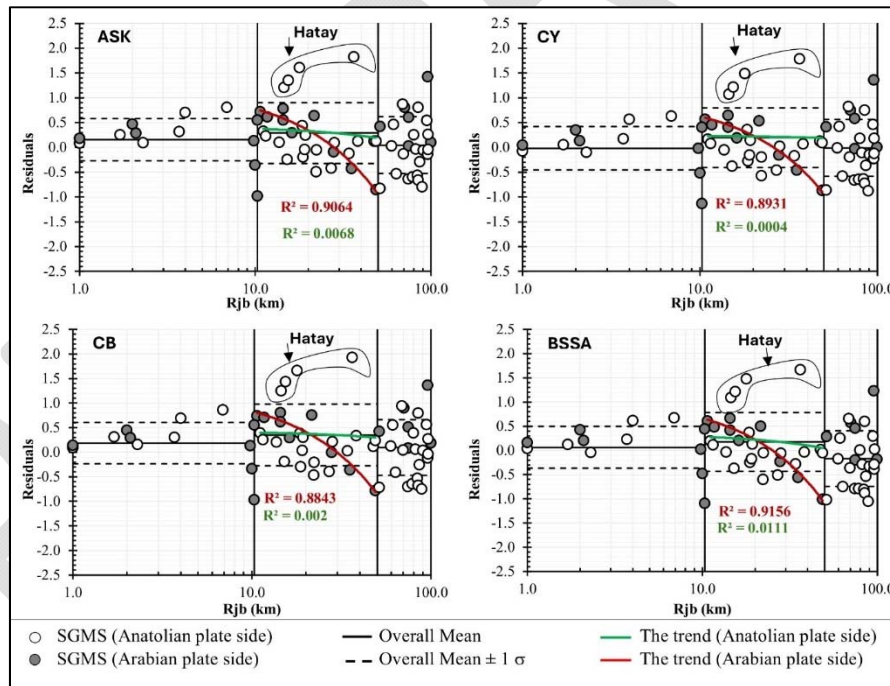 ASK
Hatay
2.5
2.0
1.5
1.0
0.5
0.0
-0.5
-1.0
-1.5
-2.0
-2.5
Residuals
R² = 0.9064
R² = 0.0068
1.0 10.0 100.0
Rjb (km)
CY
Hatay
2.5
2.0
1.5
1.0
0.5
0.0
-0.5
-1.0
-1.5
-2.0
-2.5
Residuals
R² = 0.8931
R² = 0.0004
1.0 10.0 100.0
Rjb (km)
CB
Hatay
2.5
2.0
1.5
1.0
0.5
0.0
-0.5
-1.0
-1.5
-2.0
-2.5
Residuals
R² = 0.8843
R² = 0.002
1.0 10.0 100.0
Rjb (km)
BSSA
Hatay
2.5
2.0
1.5
1.0
0.5
0.0
-0.5
-1.0
-1.5
-2.0
-2.5
Residuals
R² = 0.9156
R² = 0.0111
1.0 10.0 100.0
Rjb (km)
SGMS (Anatolian plate side) Overall Mean The trend (Anatolian plate side)
SGMS (Arabian plate side) Overall Mean ± 1 σ The trend (Arabian plate side)